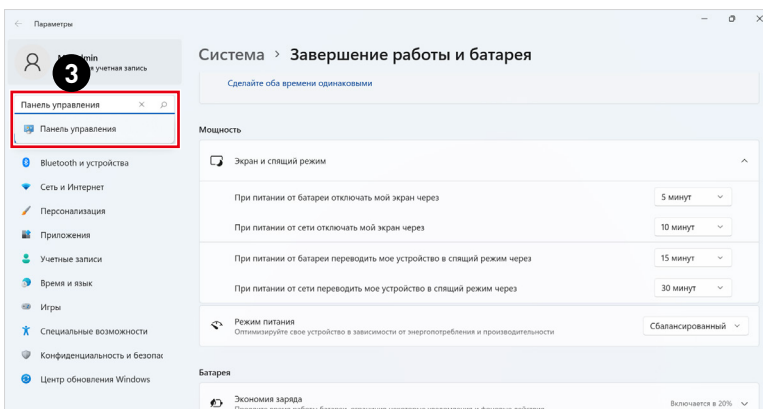 Параметры
Система > Завершение работы и батарея
учетная запись
3
Сделайте оба времени одинаковыми
Панель управления
Панель управления
Bluetooth и устройства
Сеть и Интернет
Персонализация
Приложения
Учетные записи
Время и язык
Игры
Специальные возможности
Конфиденциальность и безопас
Центр обновления Windows
Мощность
Экран и спящий режим
При питании от батареи отключать мой экран через
5 минут
При питании от сети отключать мой экран через
10 минут
При питании от батареи переводить мое устройство в спящий режим через
15 минут
При питании от сети переводить мое устройство в спящий режим через
30 минут
Режим питания
Оптимизируйте свое устройство в зависимости от энергопотребления и производительности
Сбалансированный
Батарея
Экономия заряда
Включается в 20%